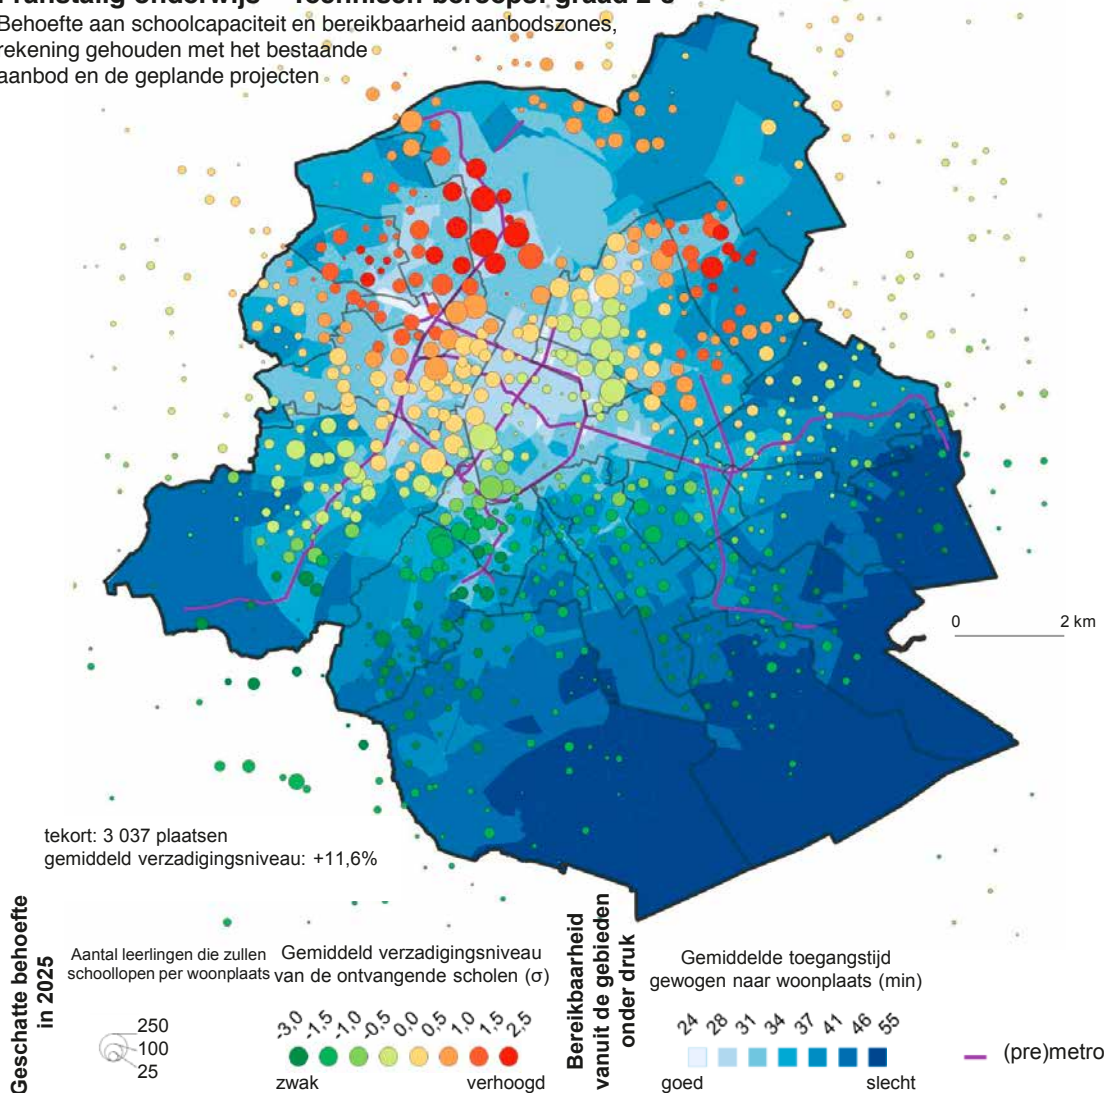 Behoefte aan schoolcapaciteit en bereikbaarheid aanbodszones,
rekening gehouden met het bestaande
aanbod en de geplande projecten
0 2 km
tekort: 3 037 plaatsen
gemiddeld verzadigingsniveau: +11,6%
Geschatte behoefte
in 2025
Aantal leerlingen die zullen
schoollopen per woonplaats
250
100
25
Gemiddeld verzadigingsniveau
van de ontvangende scholen (σ)
-3,0 -1,5 -1,0 -0,5 0,0 0,5 1,0 1,5 2,5
zwak verhoogd
Bereikbaarheid
vanuit de gebieden
onder druk
Gemiddelde toegangstijd
gewogen naar woonplaats (min)
24 28 31 34 37 41 46 55
goed slecht
(pre)metro